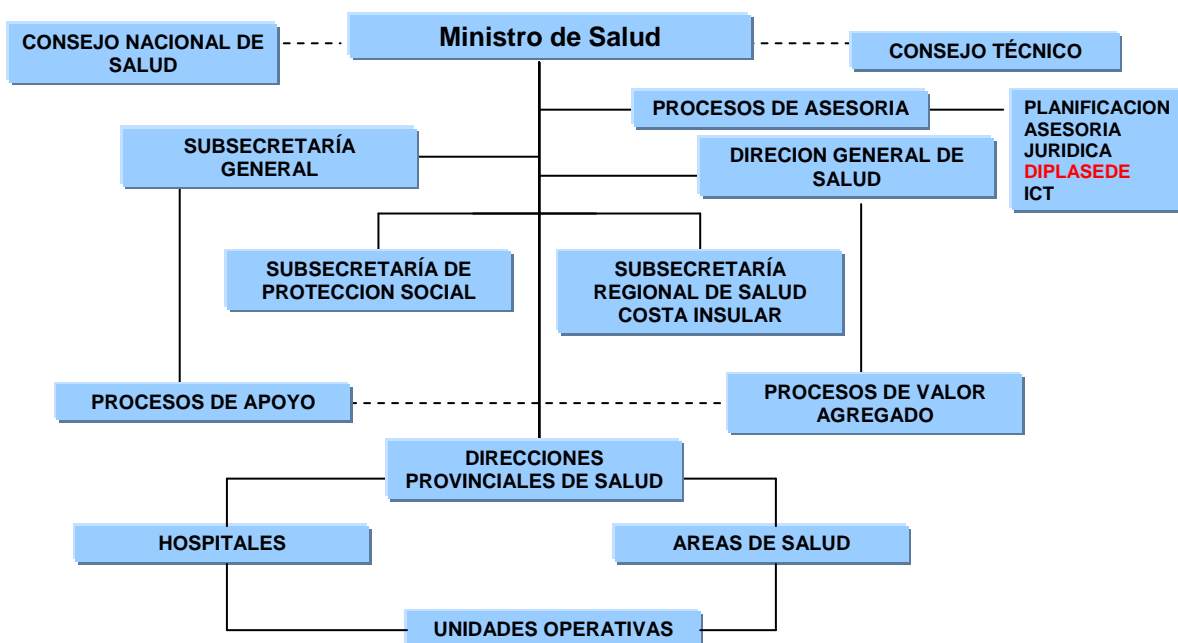 CONSEJO NACIONAL DE
SALUD
Ministro de Salud
CONSEJO TÉCNICO
PROCESOS DE ASESORIA
PLANIFICACION
ASESORIA
JURIDICA
DIPLASEDE
ICT
SUBSECRETARÍA
GENERAL
DIRECION GENERAL DE
SALUD
SUBSECRETARÍA DE
PROTECCION SOCIAL
SUBSECRETARÍA
REGIONAL DE SALUD
COSTA INSULAR
PROCESOS DE APOYO
PROCESOS DE VALOR
AGREGADO
DIRECCIONES
PROVINCIALES DE SALUD
HOSPITALES
AREAS DE SALUD
UNIDADES OPERATIVAS